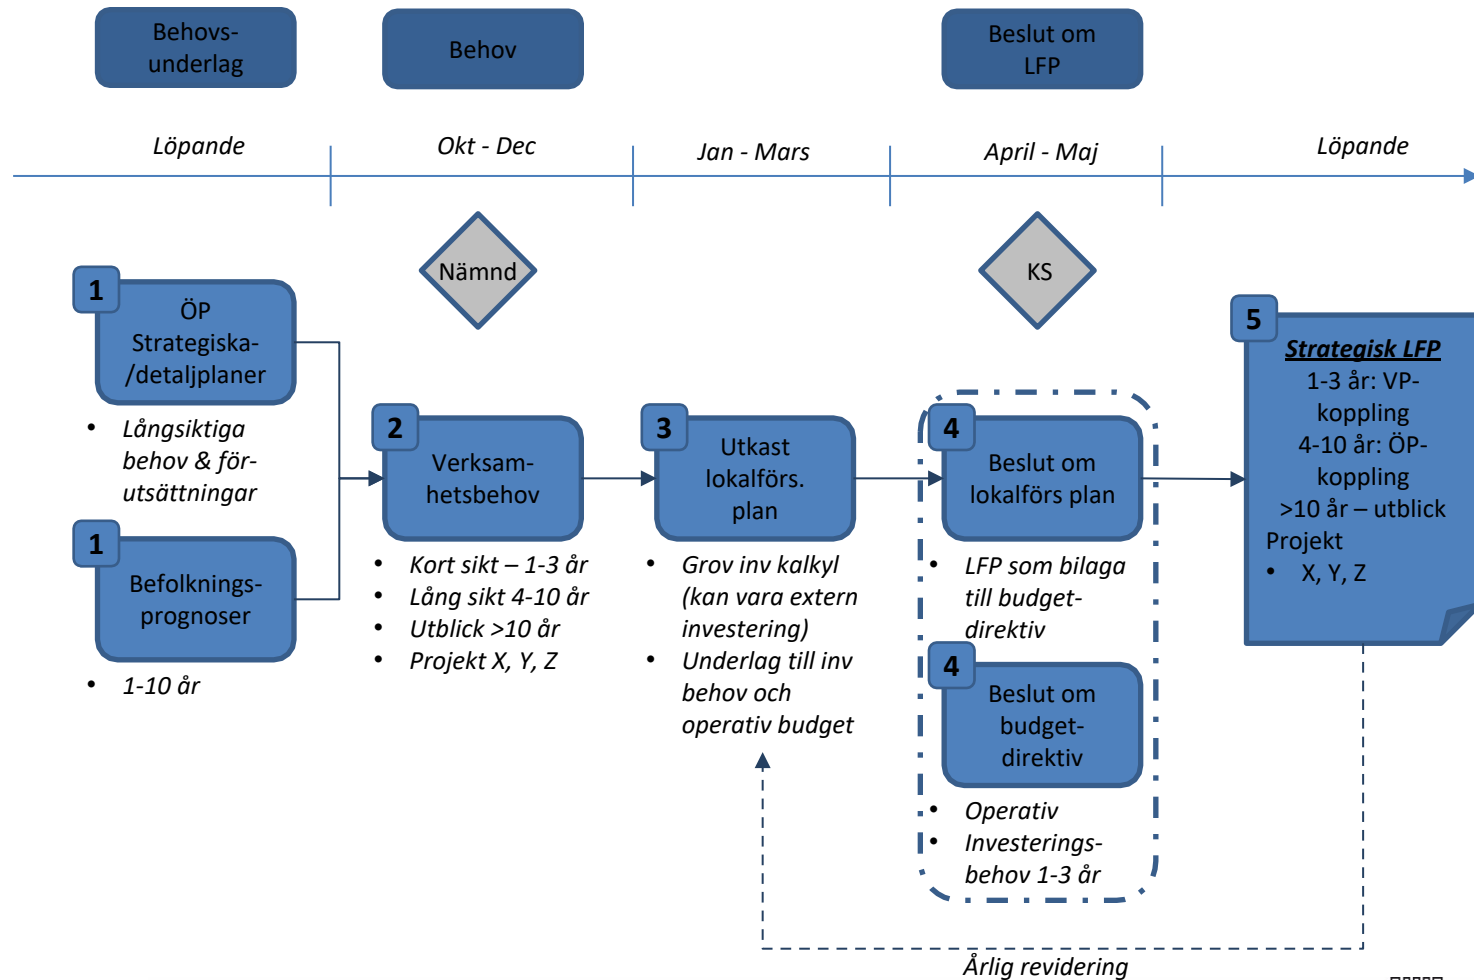 Behovs-
underlag
Behov
Beslut om
LFP
Löpande
Okt - Dec
Jan - Mars
April - Maj
Löpande
Nämnd
KS
1
ÖP
Strategiska-
/detaljplaner
• Långsiktiga
behov & för-
utsättningar
1
Befolknings-
prognoser
• 1-10 år
2
Verksam-
hetsbehov
• Kort sikt – 1-3 år
• Lång sikt 4-10 år
• Utblick >10 år
• Projekt X, Y, Z
3
Utkast
lokalförs.
plan
• Grov inv kalkyl
(kan vara extern
investering)
• Underlag till inv
behov och
operativ budget
4
Beslut om
lokalförs plan
• LFP som bilaga
till budget-
direktiv
4
Beslut om
budget-
direktiv
• Operativ
• Investerings-
behov 1-3 år
5
Strategisk LFP
1-3 år: VP-
koppling
4-10 år: ÖP-
koppling
>10 år – utblick
Projekt
• X, Y, Z
Årlig revidering